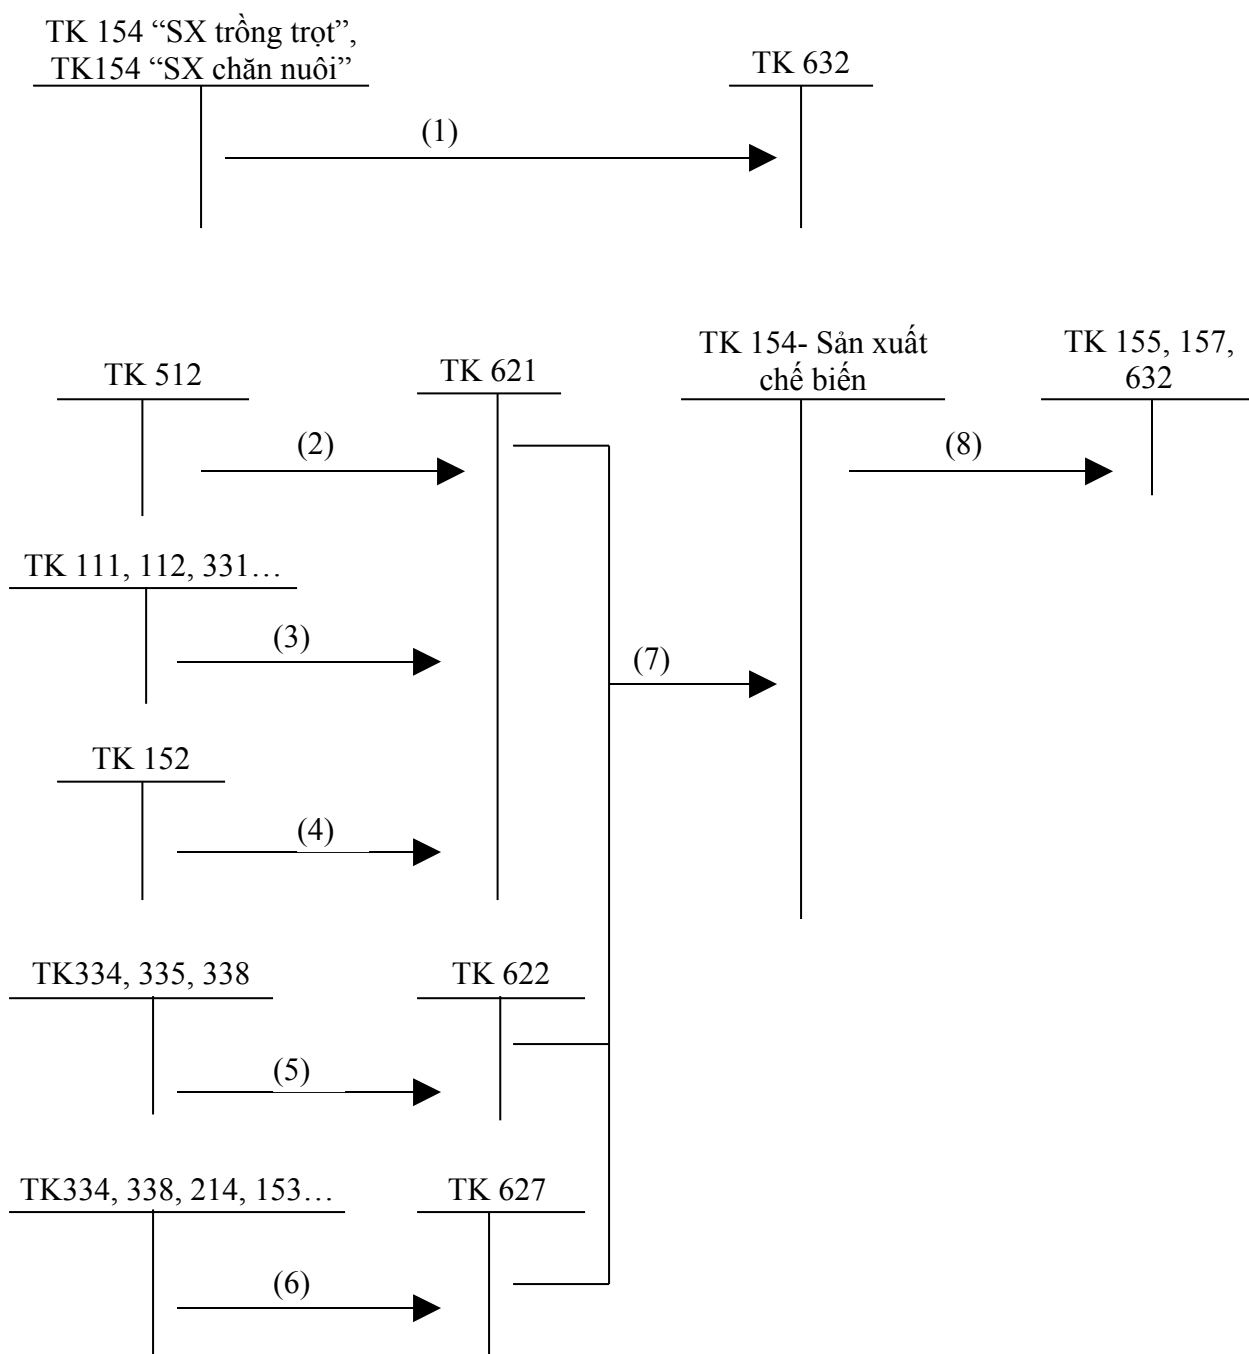 TK 154 “SX trồng trọt”,
TK154 “SX chăn nuôi”
TK 632
(1)
TK 154- Sản xuất
chế biến
TK 155, 157,
632
TK 512
TK 621
(2)
(8)
TK 111, 112, 331…
(3)
(7)
TK 152
(4)
TK334, 335, 338
TK 622
(5)
TK334, 338, 214, 153…
TK 627
(6)